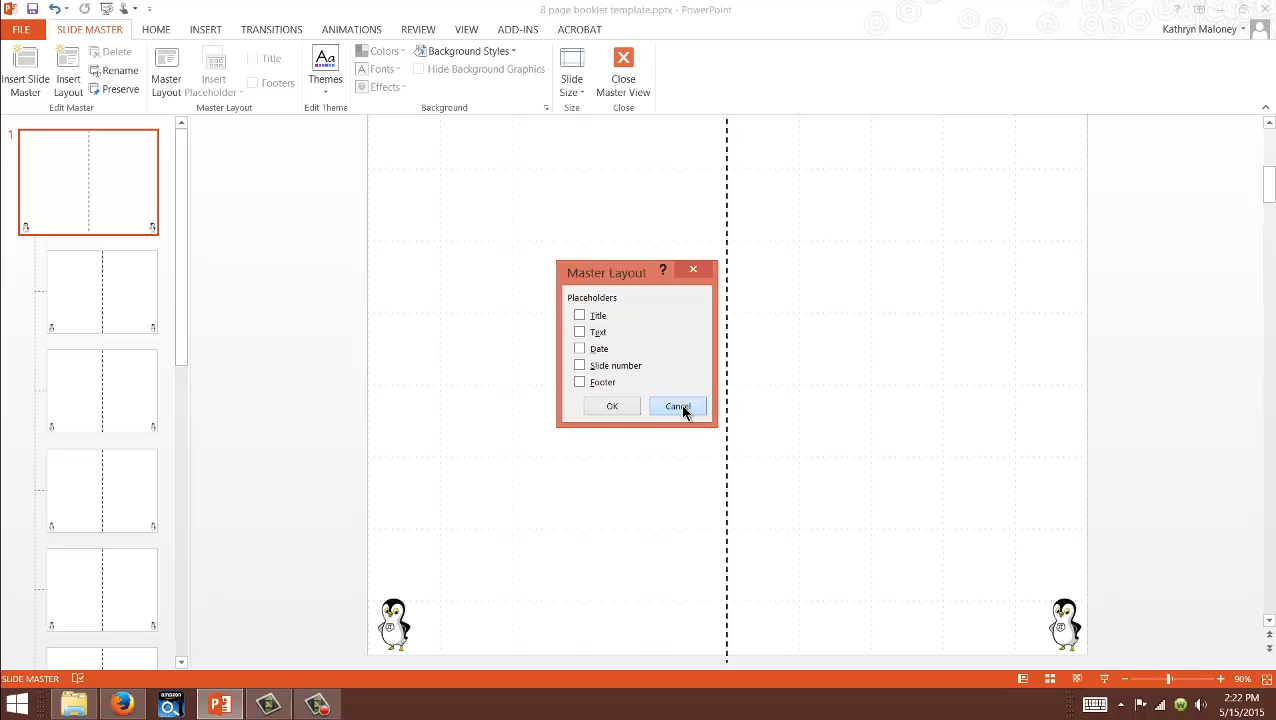 8 page booklet template.pptx - PowerPoint
FILE SLIDE MASTER HOME INSERT TRANSITIONS ANIMATIONS REVIEW VIEW ADD-INS ACROBAT Kathryn Maloney
Insert Slide Master
Insert Layout
Delete
Rename
Preserve
Edit Master
Master Layout
Insert Placeholder
Title
Footers
Master Layout
Aa
Themes
Edit Theme
Colors
Fonts
Effects
Background Styles
Hide Background Graphics
Background
Slide Size
Size
Close Master View
Close
1
Master Layout ?
Placeholders
Title
Text
Date
Slide number
Footer
OK Cancel
SLIDE MASTER 90%
amazon
2:22 PM
5/15/2015